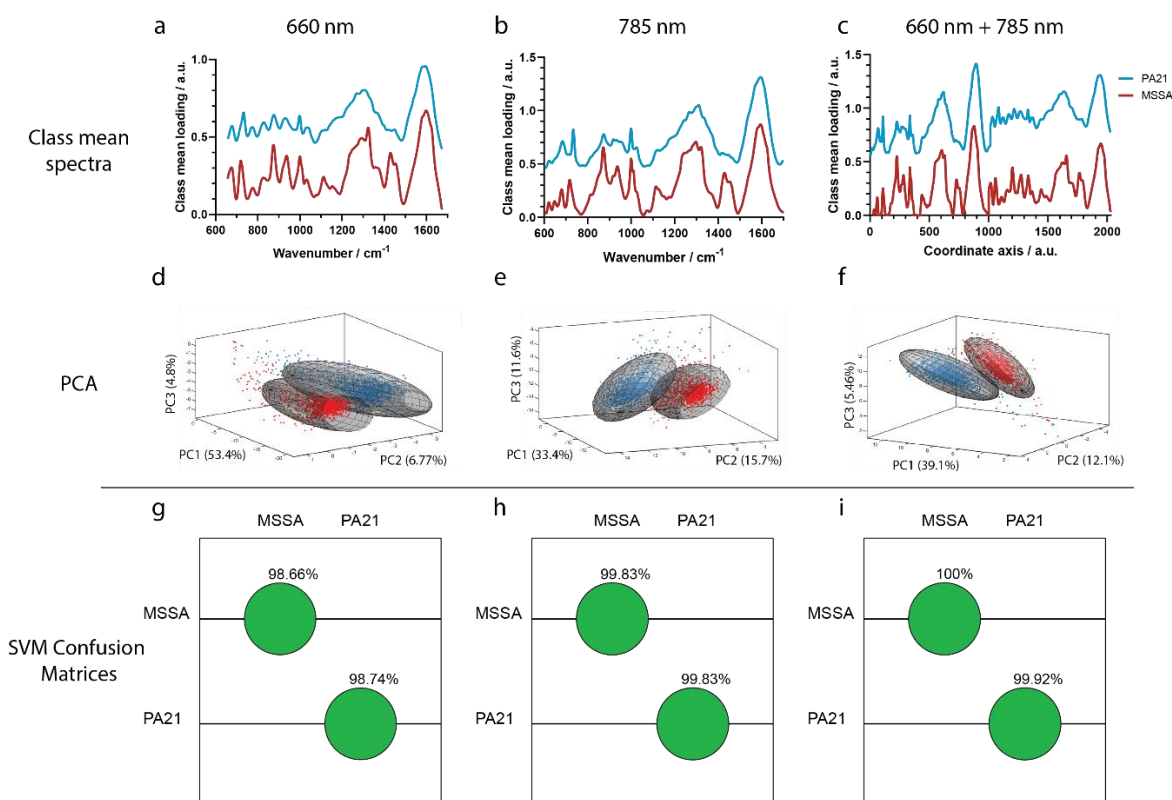 a 660 nm
b 785 nm
c 660 nm + 785 nm
Class mean
spectra
Class mean loading / a.u.
1.0
0.5
0.0
600 800 1000 1200 1400 1600
Wavenumber / cm-1
Class mean loading / a.u.
1.5
1.0
0.5
0.0
600 800 1000 1200 1400 1600
Wavenumber / cm-1
Class mean loading / a.u.
1.5
1.0
0.5
0.0
0 500 1000 1500 2000
Coordinate axis / a.u.
PA21
MSSA
PCA
d
PC3 (4.8%)
PC1 (53.4%)
PC2 (6.77%)
e
PC3 (11.6%)
PC1 (33.4%)
PC2 (15.7%)
f
PC3 (5.46%)
PC1 (39.1%)
PC2 (12.1%)
SVM Confusion
Matrices
g
MSSA PA21
MSSA
98.66%
PA21
98.74%
h
MSSA PA21
MSSA
99.83%
PA21
99.83%
i
MSSA PA21
MSSA
100%
PA21
99.92%